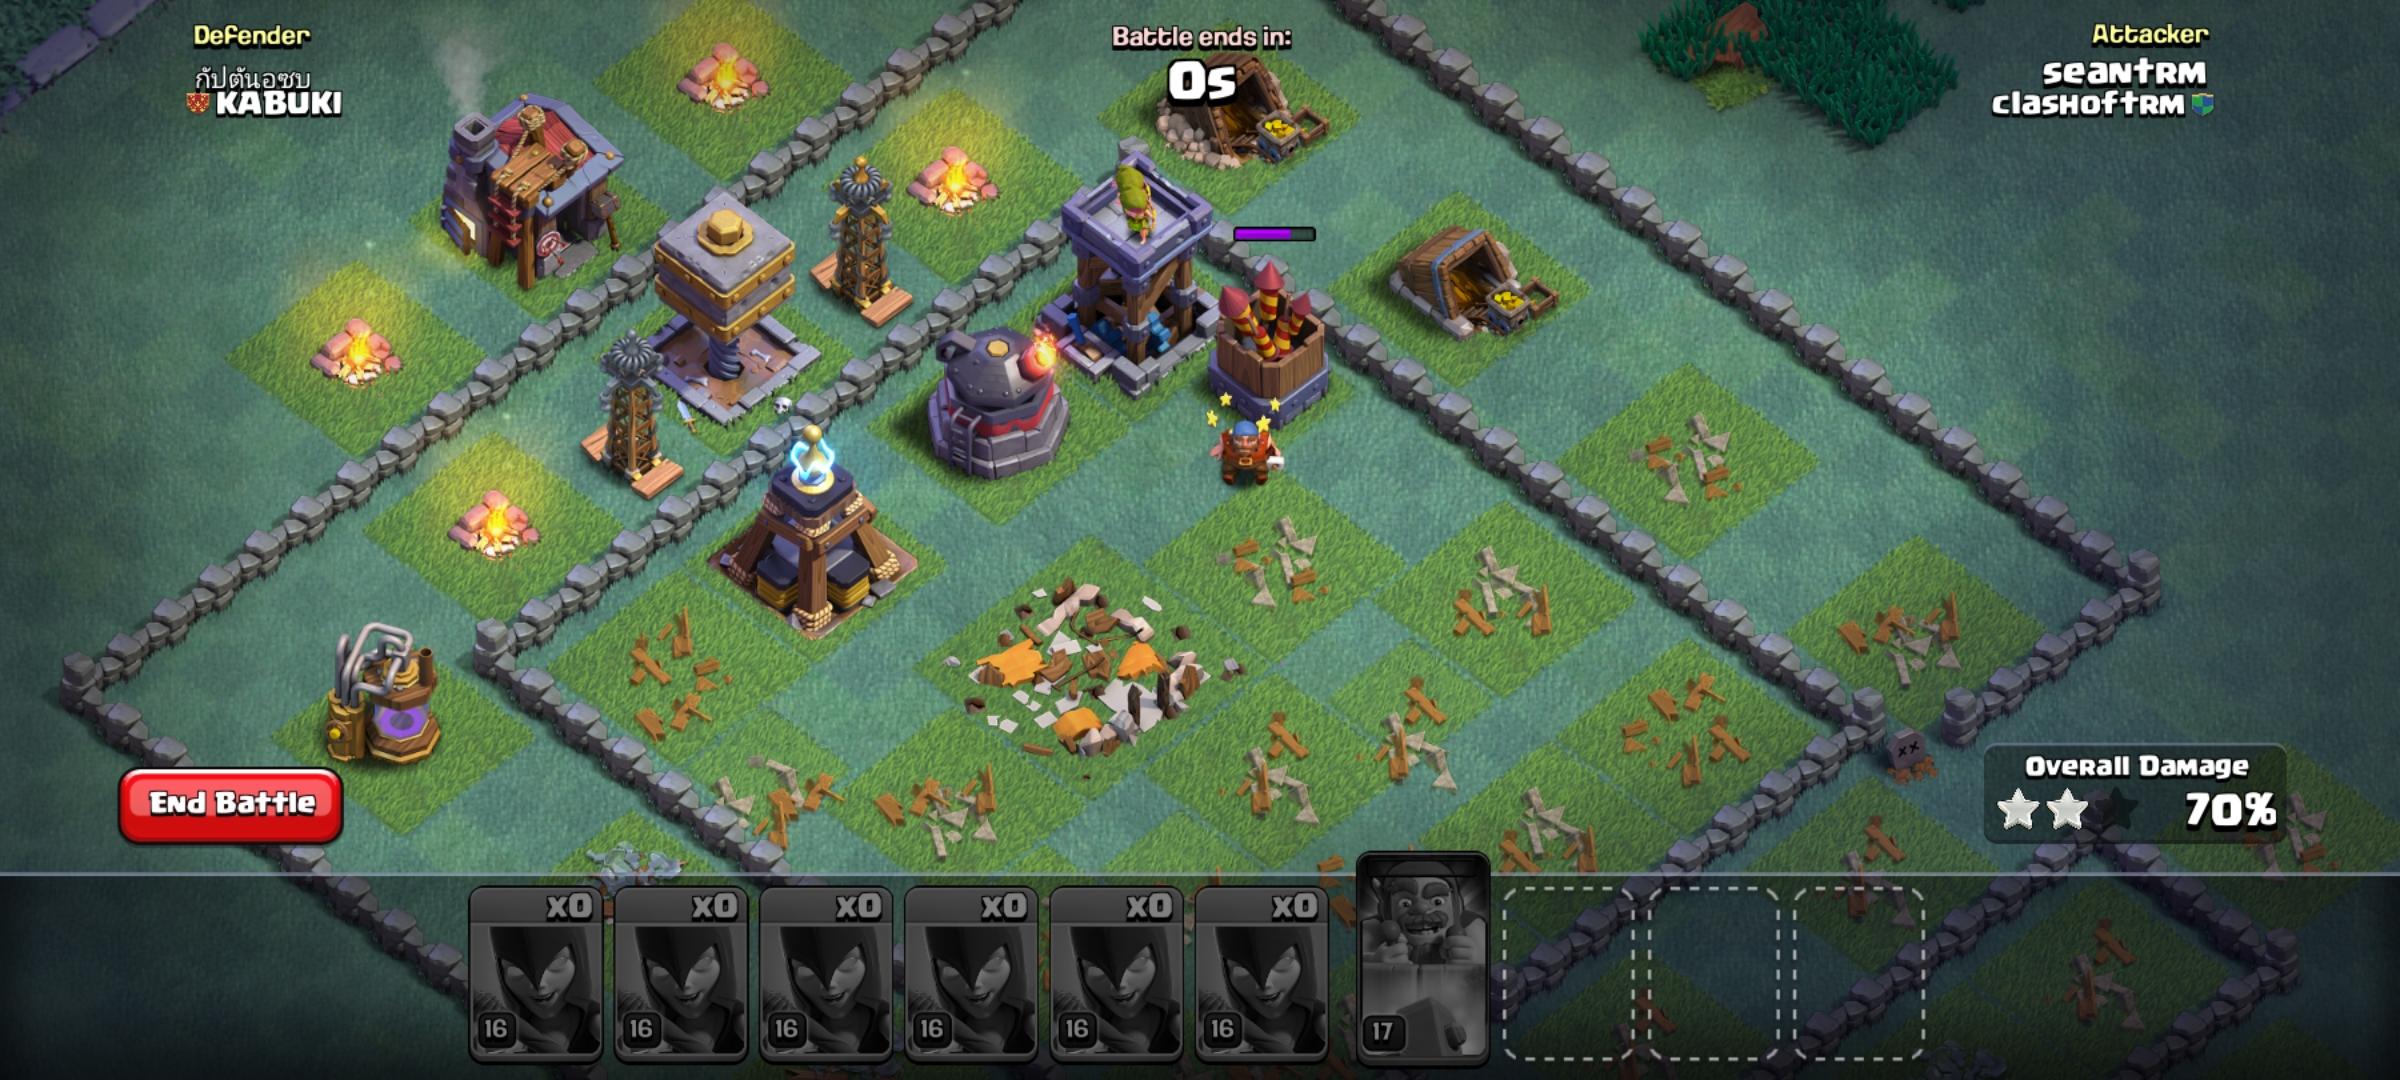 Defender
กัปตันอซบ
KABUKI
Battle ends in:
0s
Attacker
seantRM
clashoftRM
End Battle
Overall Damage
70%
x0
x0
x0
x0
x0
x0
16
16
16
16
16
16
17